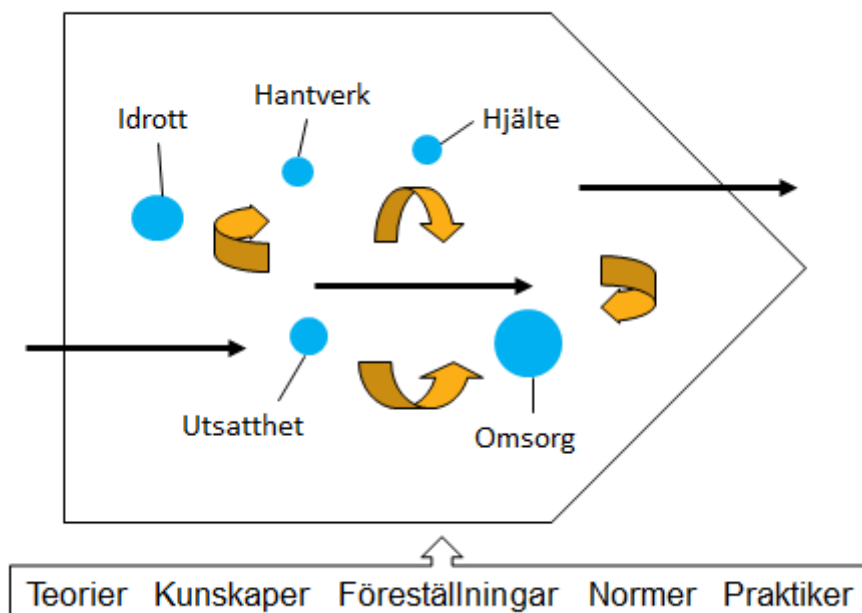 Hantverk
Idrott
Hjälte
Utsatthet
Omsorg
Teorier Kunskaper Föreställningar Normer Praktiker